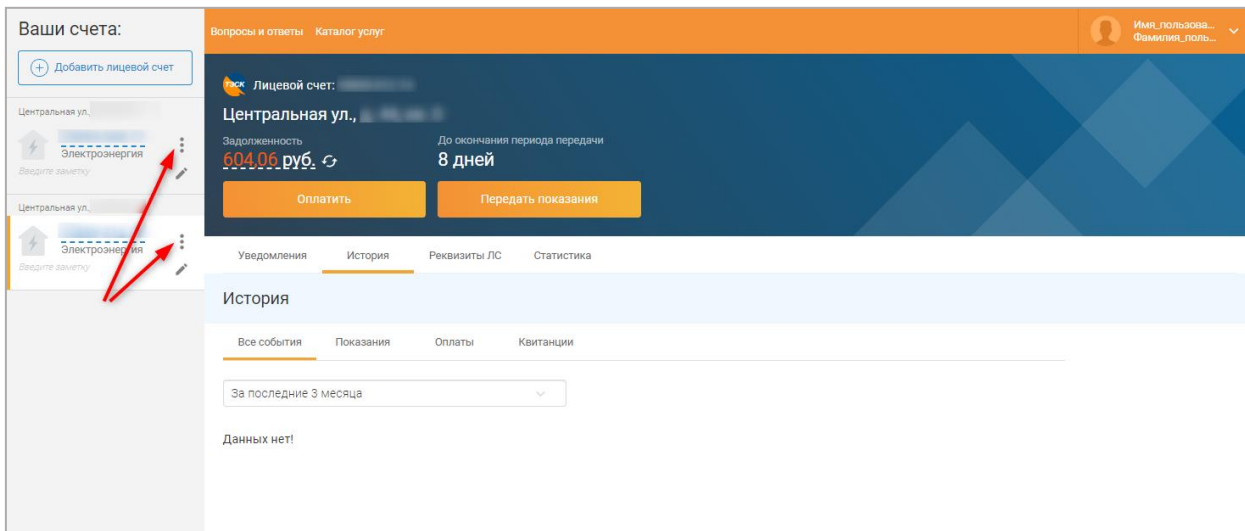 Ваши счета:
Добавить лицевой счет
Центральная ул.,
Электроэнергия
Введите заметку
Центральная ул.,
Электроэнергия
Введите заметку
Вопросы и ответы Каталог услуг
Имя_пользова...
Фамилия_поль...
ТЭСК Лицевой счет:
Центральная ул.,
Задолженность
604,06 руб.
До окончания периода передачи
8 дней
Оплатить
Передать показания
Уведомления История Реквизиты ЛС Статистика
История
Все события Показания Оплаты Квитанции
За последние 3 месяца
Данных нет!